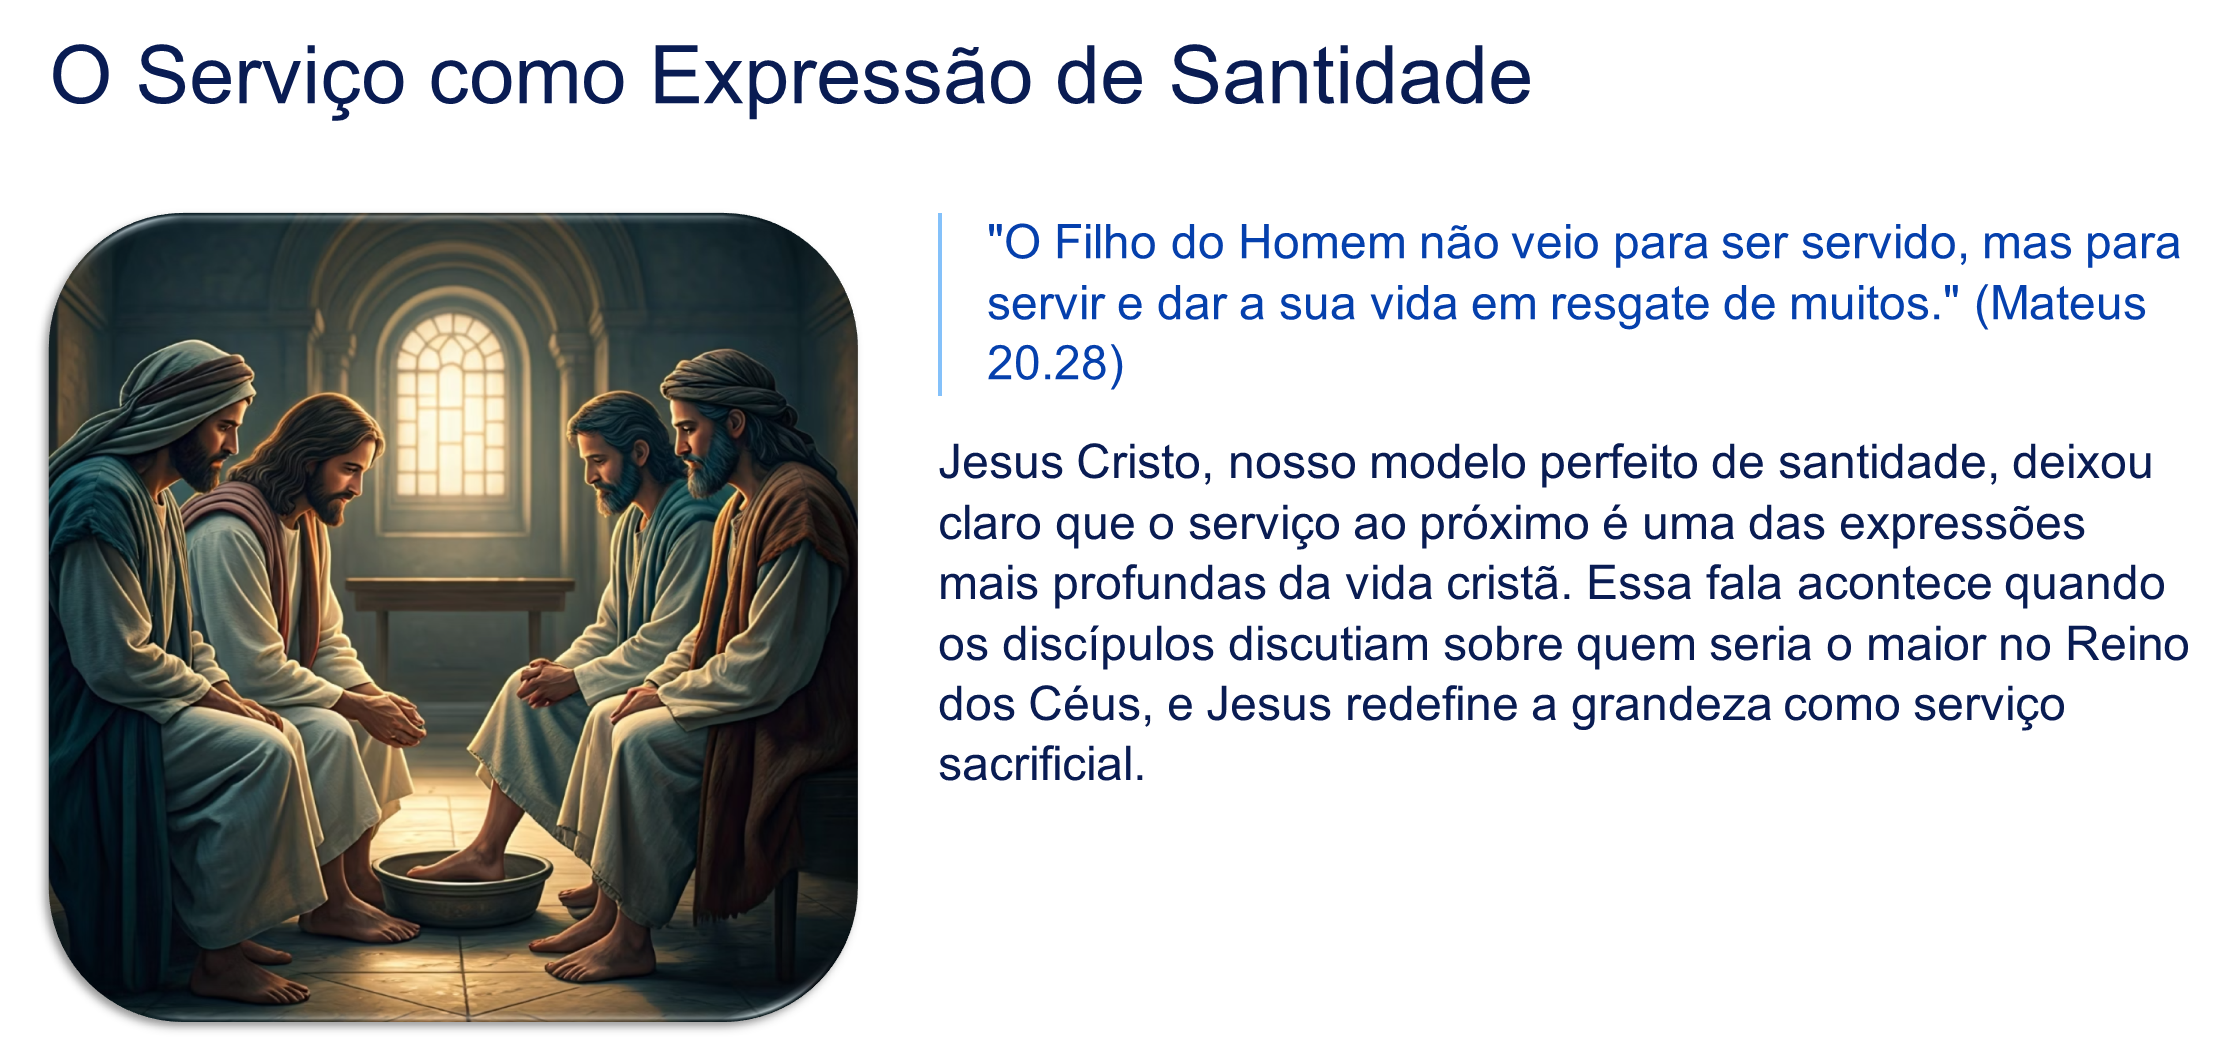 O Serviço como Expressão de Santidade
"O Filho do Homem não veio para ser servido, mas para
servir e dar a sua vida em resgate de muitos." (Mateus
20.28)
Jesus Cristo, nosso modelo perfeito de santidade, deixou
claro que o serviço ao próximo é uma das expressões
mais profundas da vida cristã. Essa fala acontece quando
os discípulos discutiam sobre quem seria o maior no Reino
dos Céus, e Jesus redefine a grandeza como serviço
sacrificial.